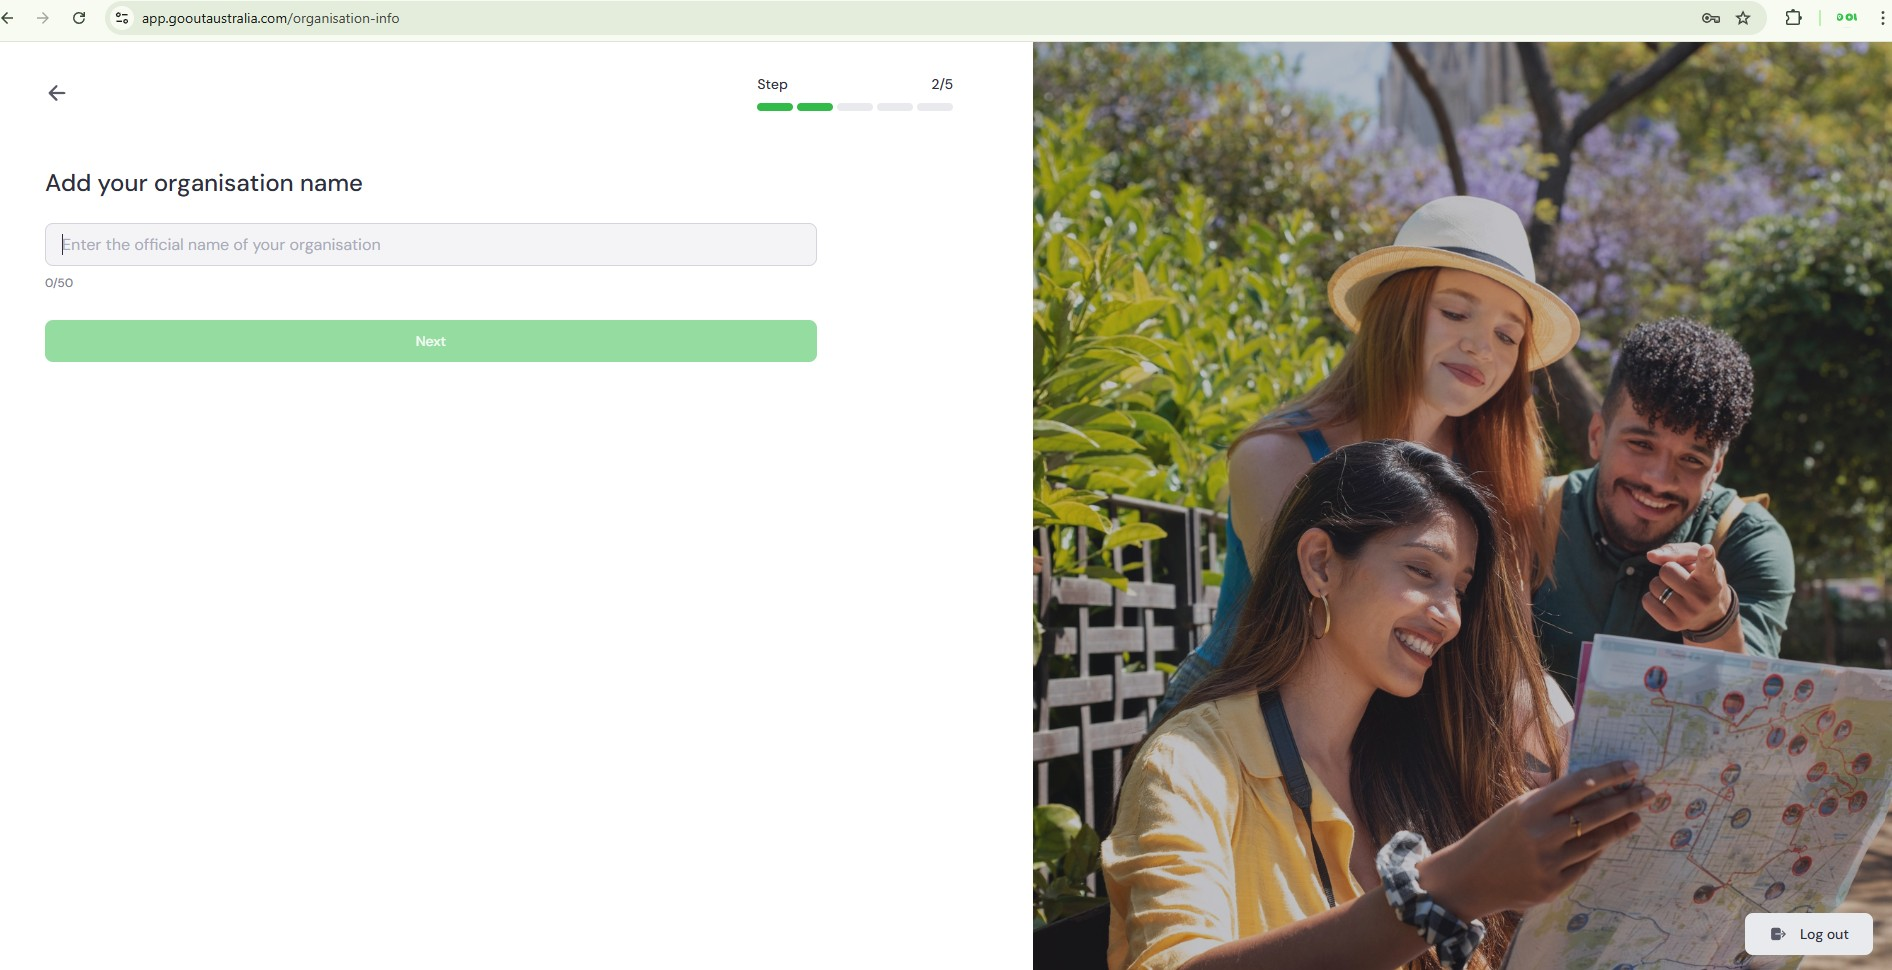 app.gooutaustralia.com/organisation-info
Step 2/5
Add your organisation name
Enter the official name of your organisation
0/50
Next
Log out